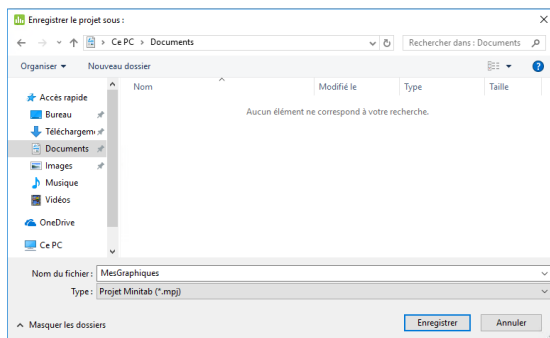 Enregistrer le projet sous :
Ce PC > Documents
Rechercher dans : Documents
Organiser
Nouveau dossier
Nom
Modifié le
Type
Taille
Aucun élément ne correspond à votre recherche.
Accès rapide
Bureau
Téléchargem
Documents
Images
Musique
Vidéos
OneDrive
Ce PC
Nom du fichier : MesGraphiques
Type : Projet Minitab (*.mpj)
Masquer les dossiers
Enregistrer
Annuler